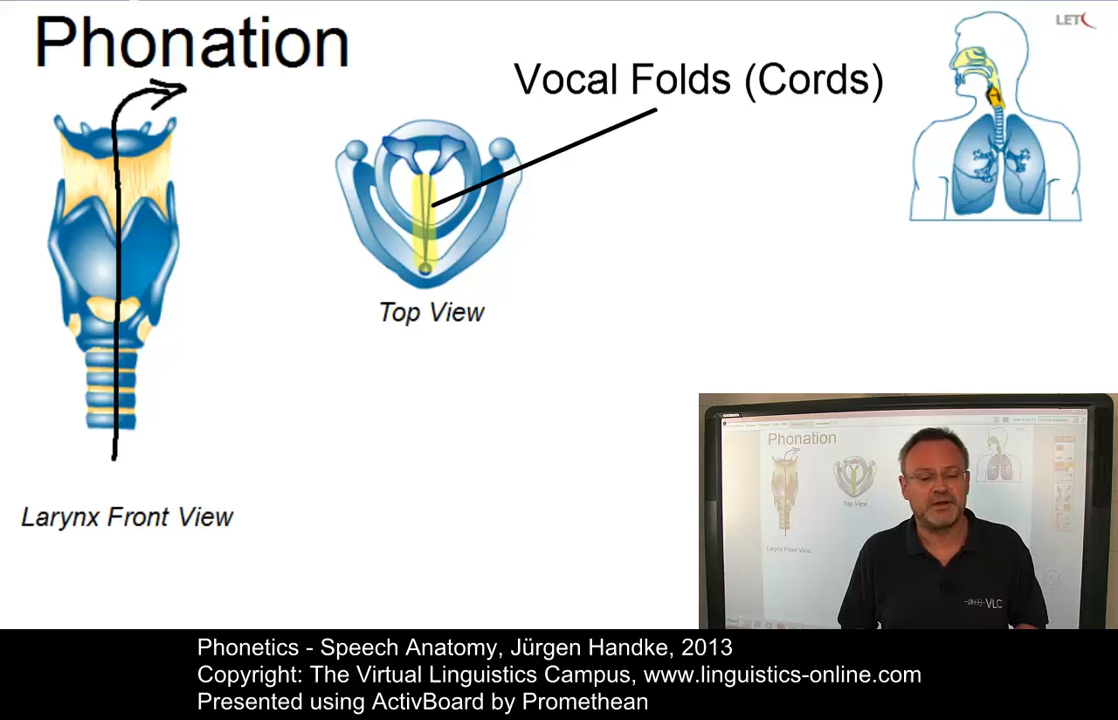 Phonation
LET
Vocal Folds (Cords)
Top View
Larynx Front View
Phonation
Top View
Larynx Front View
VLC
Phonetics - Speech Anatomy, Jürgen Handke, 2013
Copyright: The Virtual Linguistics Campus, www.linguistics-online.com
Presented using ActivBoard by Promethean